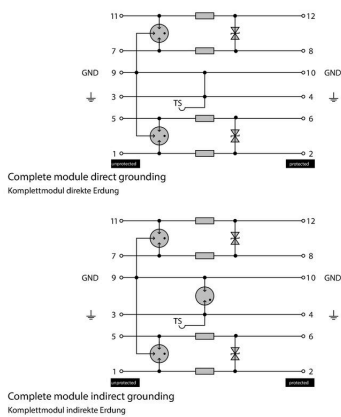 11 12
7 8
GND 9 10 GND
3 4
TS
5 6
1 2
unprotected protected
Complete module direct grounding
Komplettmodul direkte Erdung
11 12
7 8
GND 9 10 GND
3 4
TS
5 6
1 2
unprotected protected
Complete module indirect grounding
Komplettmodul indirekte Erdung